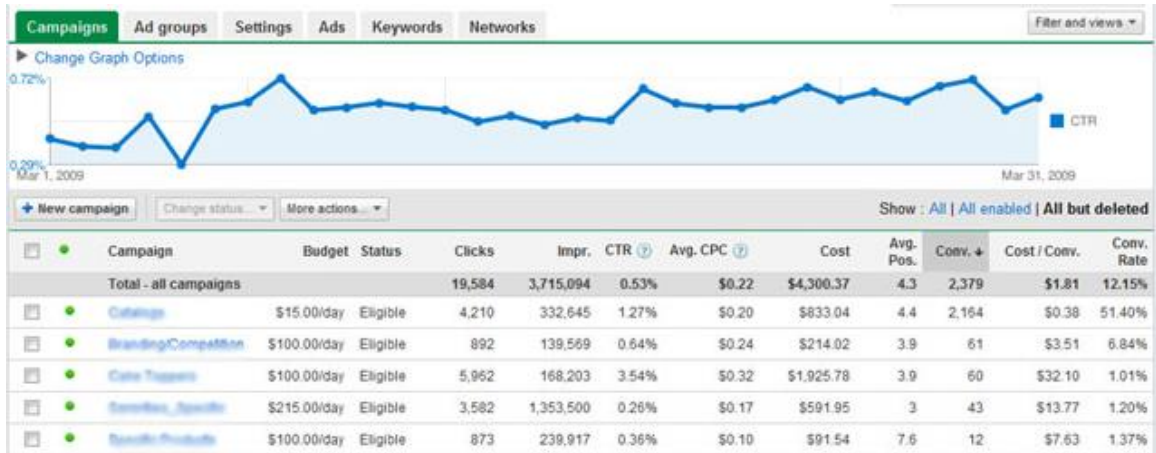 Campaigns Ad groups Settings Ads Keywords Networks Filter and views
Change Graph Options
0.72%
CTR
0.29%
Mar 1, 2009 Mar 31, 2009
+ New campaign Change status... More actions... Show : All | All enabled | All but deleted
Campaign Budget Status Clicks Impr. CTR ? Avg. CPC ? Cost Avg. Pos. Conv. ↓ Cost / Conv. Conv. Rate
Total - all campaigns 19,584 3,715,094 0.53% $0.22 $4,300.37 4.3 2,379 $1.81 12.15%
Catalogs $15.00/day Eligible 4,210 332,645 1.27% $0.20 $833.04 4.4 2,164 $0.38 51.40%
Branding/Competition $100.00/day Eligible 892 139,569 0.64% $0.24 $214.02 3.9 61 $3.51 6.84%
$100.00/day Eligible 5,962 168,203 3.54% $0.32 $1,925.78 3.9 60 $32.10 1.01%
$215.00/day Eligible 3,582 1,353,500 0.26% $0.17 $591.95 3 43 $13.77 1.20%
$100.00/day Eligible 873 239,917 0.36% $0.10 $91.54 7.6 12 $7.63 1.37%